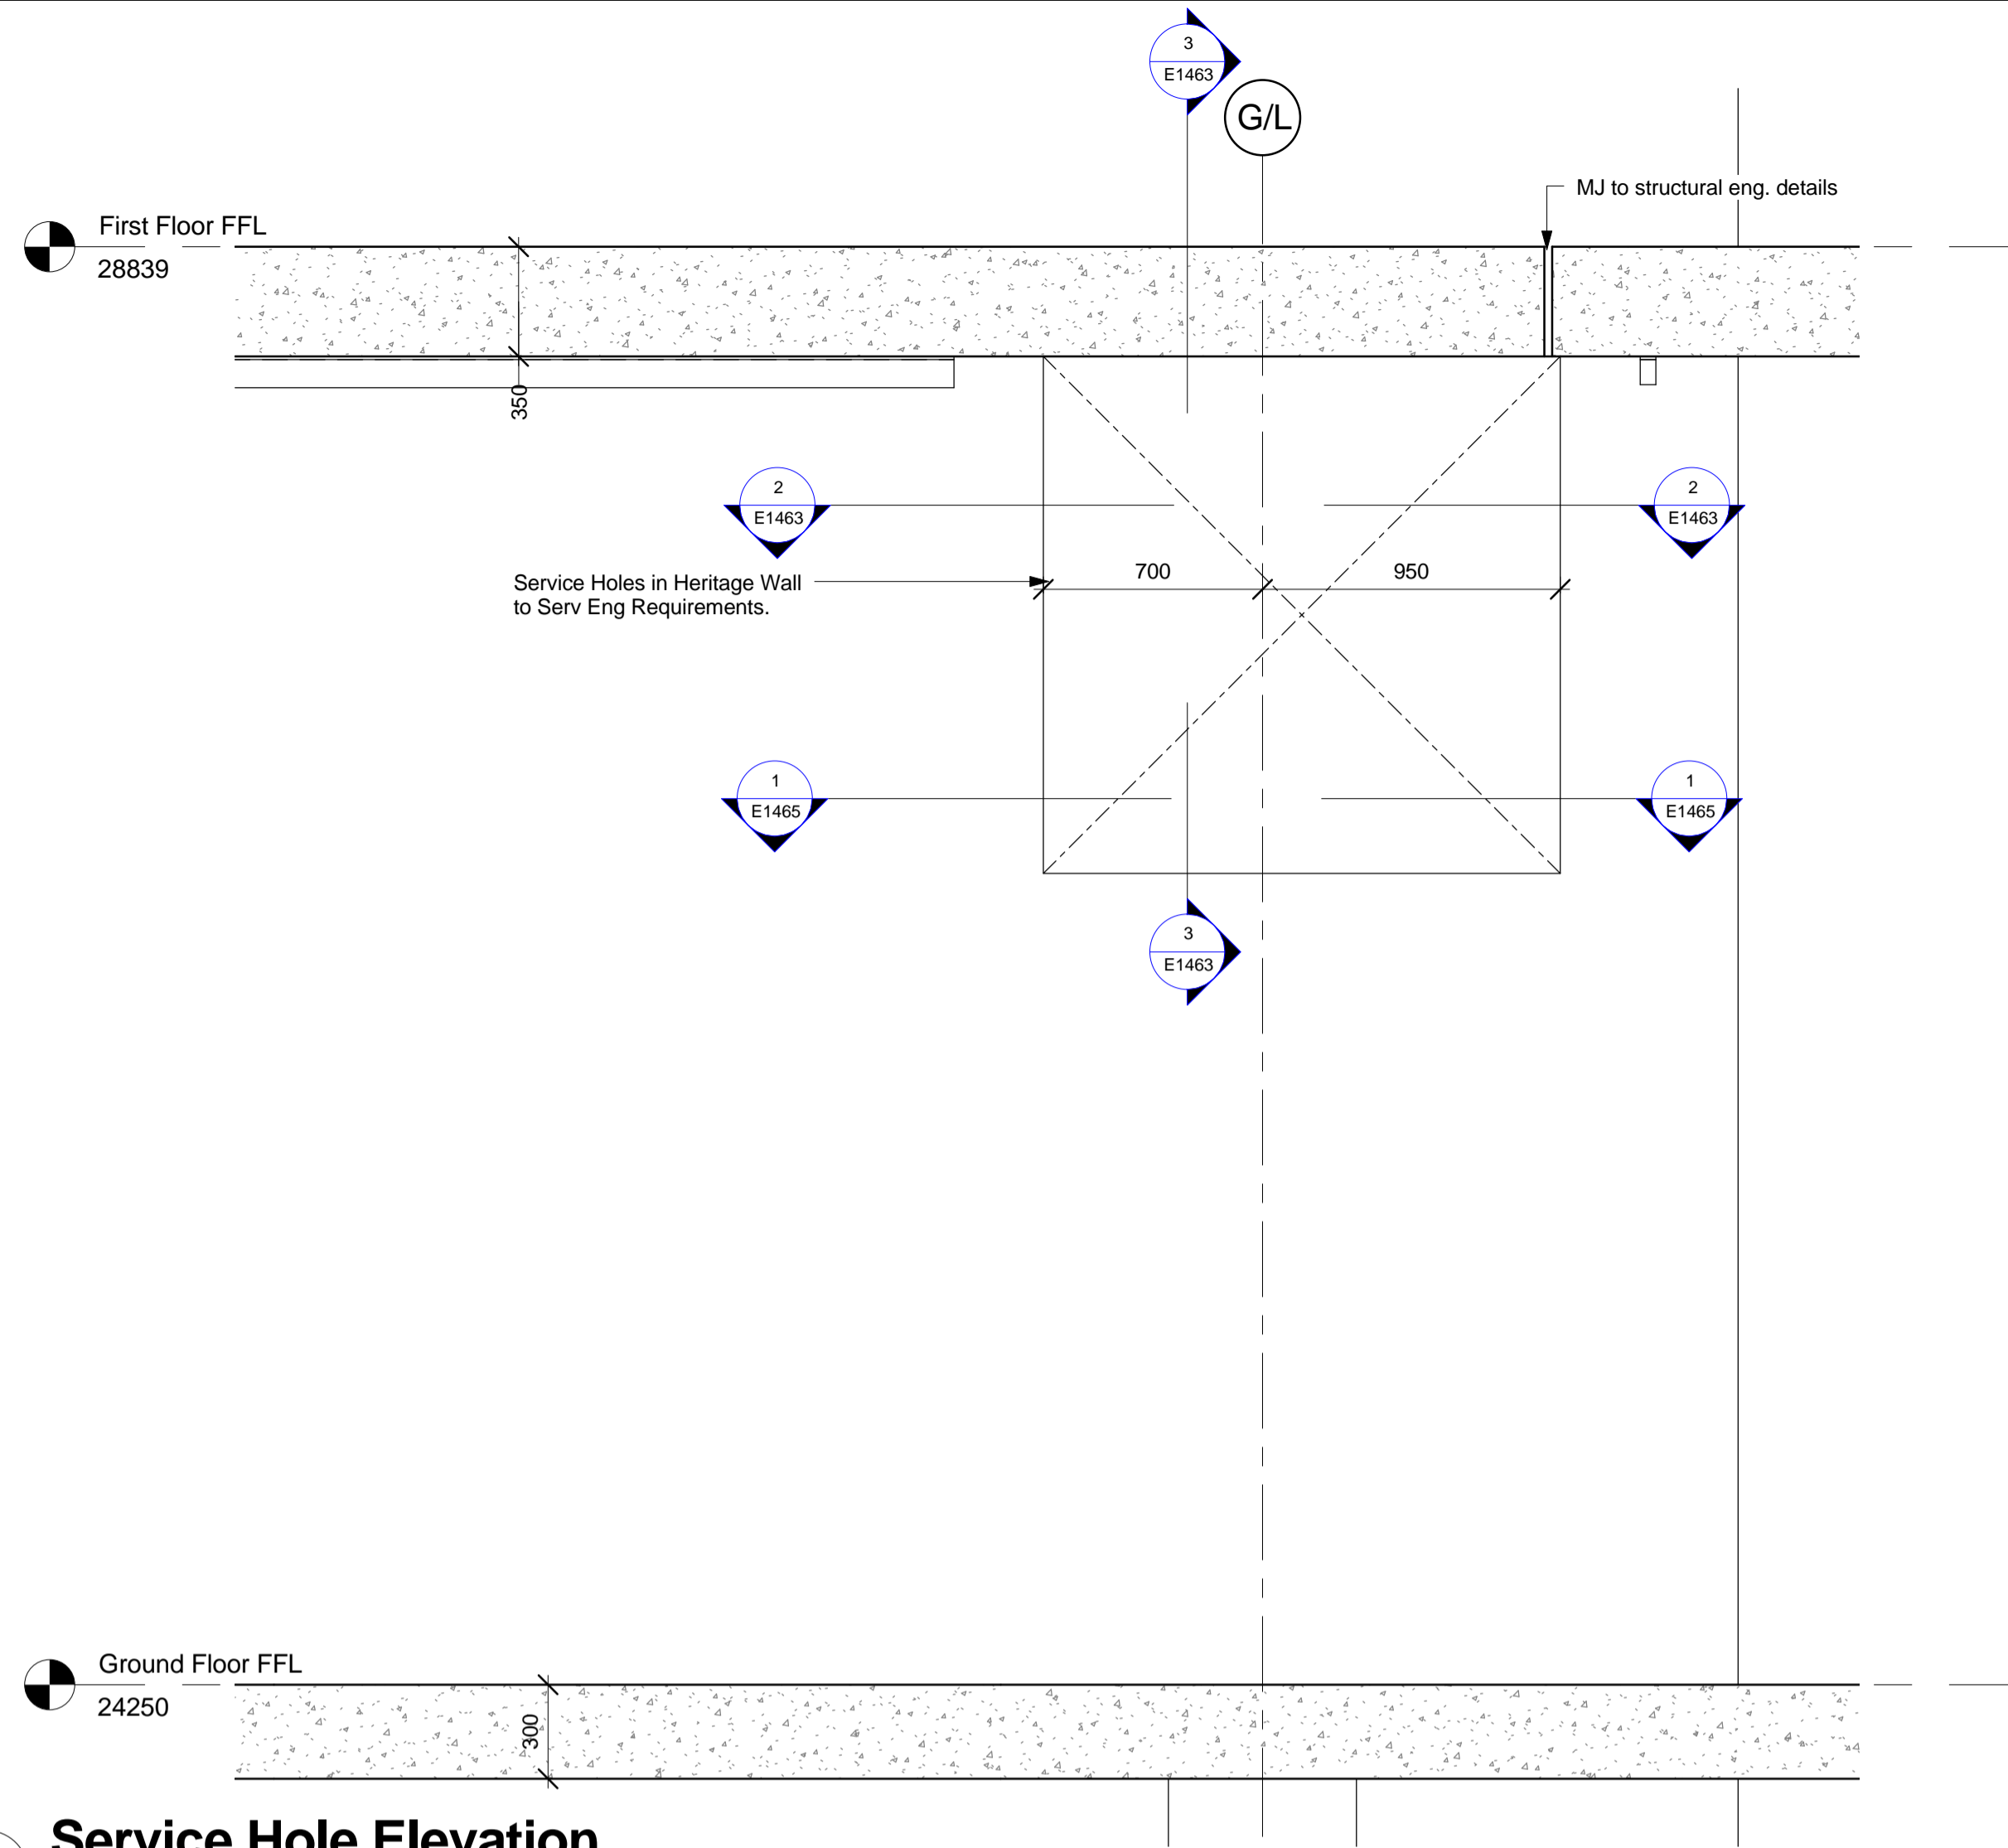 3
E1463
G/L
MJ to structural eng. details
First Floor FFL
28839
350
2
E1463
2
E1463
700
950
Service Holes in Heritage Wall
to Serv Eng Requirements.
1
E1465
1
E1465
3
E1463
Ground Floor FFL
24250
300
Service Hole Elevation